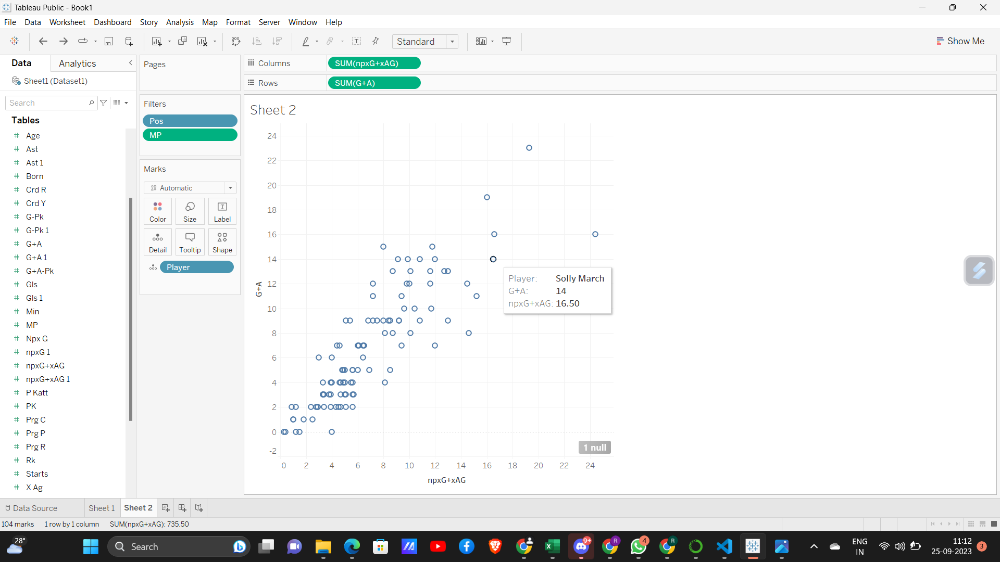 Tableau Public - Book1
File Data Worksheet Dashboard Story Analysis Map Format Server Window Help
Standard
Show Me
Data Analytics
Sheet1 (Dataset1)
Search
Tables
Age
Ast
Ast 1
Born
Crd R
Crd Y
G-Pk
G-Pk 1
G+A
G+A 1
G+A-Pk
Gls
Gls 1
Min
MP
Npx G
npxG 1
npxG+xAG
npxG+xAG 1
P Katt
PK
Prg C
Prg P
Prg R
Rk
Starts
X Ag
Pages
Filters
Pos
MP
Marks
Automatic
Color Size Label
Detail Tooltip Shape
Player
Columns SUM(npxG+xAG)
Rows SUM(G+A)
Sheet 2
24
22
20
18
16
14
12
10
8
6
4
2
0
-2
G+A
Player: Solly March
G+A: 14
npxG+xAG: 16.50
1 null
0 2 4 6 8 10 12 14 16 18 20 22 24
npxG+xAG
Data Source Sheet 1 Sheet 2
104 marks 1 row by 1 column SUM(npxG+xAG): 735.50
28°
Search
9+
R
4
R
ENG
IN
11:12
25-09-2023
3